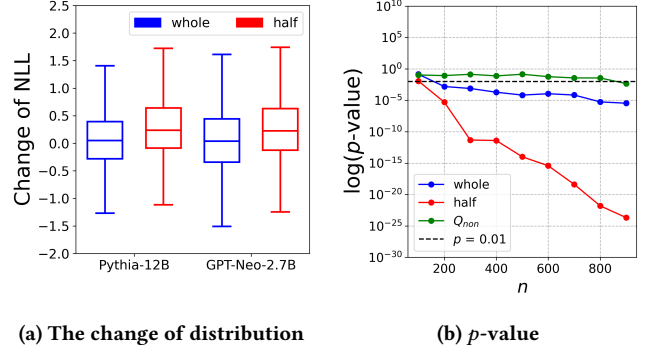 whole half
Change of NLL
2.5
2.0
1.5
1.0
0.5
0.0
−0.5
−1.0
−1.5
−2.0
Pythia-12B GPT-Neo-2.7B
(a) The change of distribution
log(p-value)
10^10
10^5
10^0
10^−5
10^−10
10^−15
10^−20
10^−25
10^−30
whole
half
Q_non
p = 0.01
200 400 600 800
n
(b) p-value